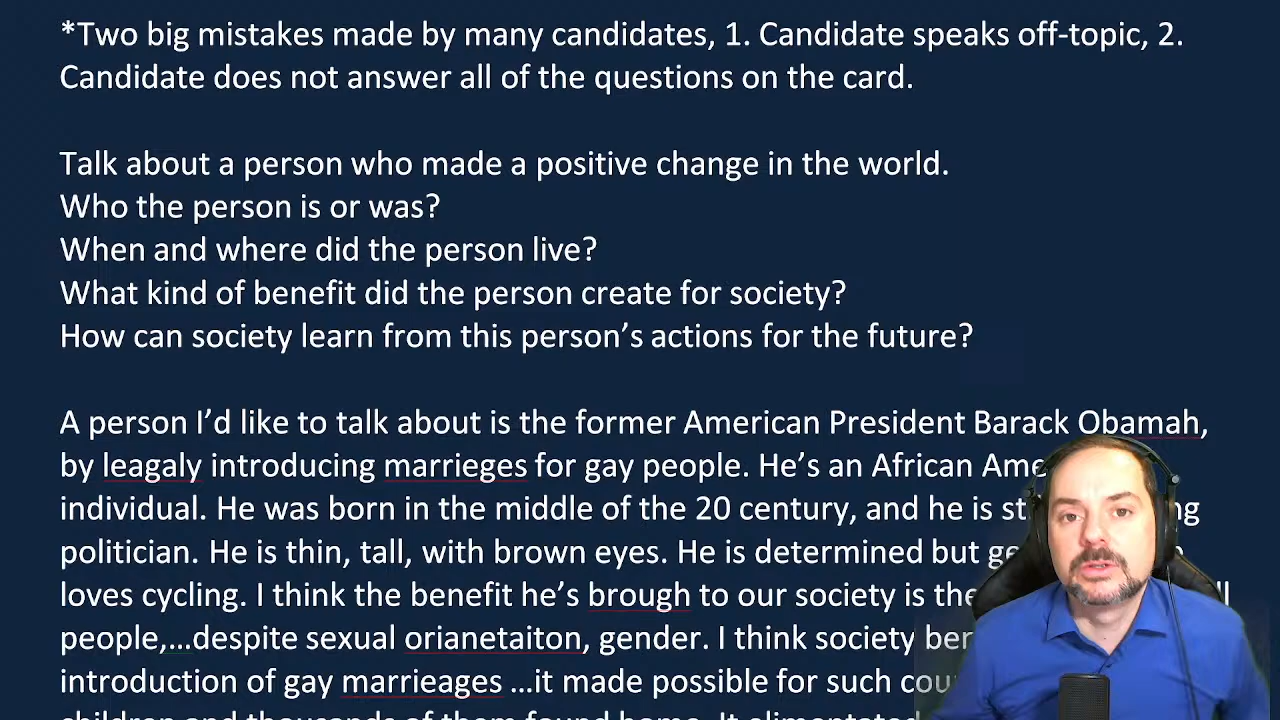 *Two big mistakes made by many candidates, 1. Candidate speaks off-topic, 2.
Candidate does not answer all of the questions on the card.
Talk about a person who made a positive change in the world.
Who the person is or was?
When and where did the person live?
What kind of benefit did the person create for society?
How can society learn from this person’s actions for the future?
A person I’d like to talk about is the former American President Barack Obamah,
by leagaly introducing marrieges for gay people. He’s an African
individual. He was born in the middle of the 20 century, and he is
politician. He is thin, tall, with brown eyes. He is determined but
loves cycling. I think the benefit he’s brough to our society is
people,...despite sexual orianetaiton, gender. I think society
introduction of gay marrieages ...it made possible for such